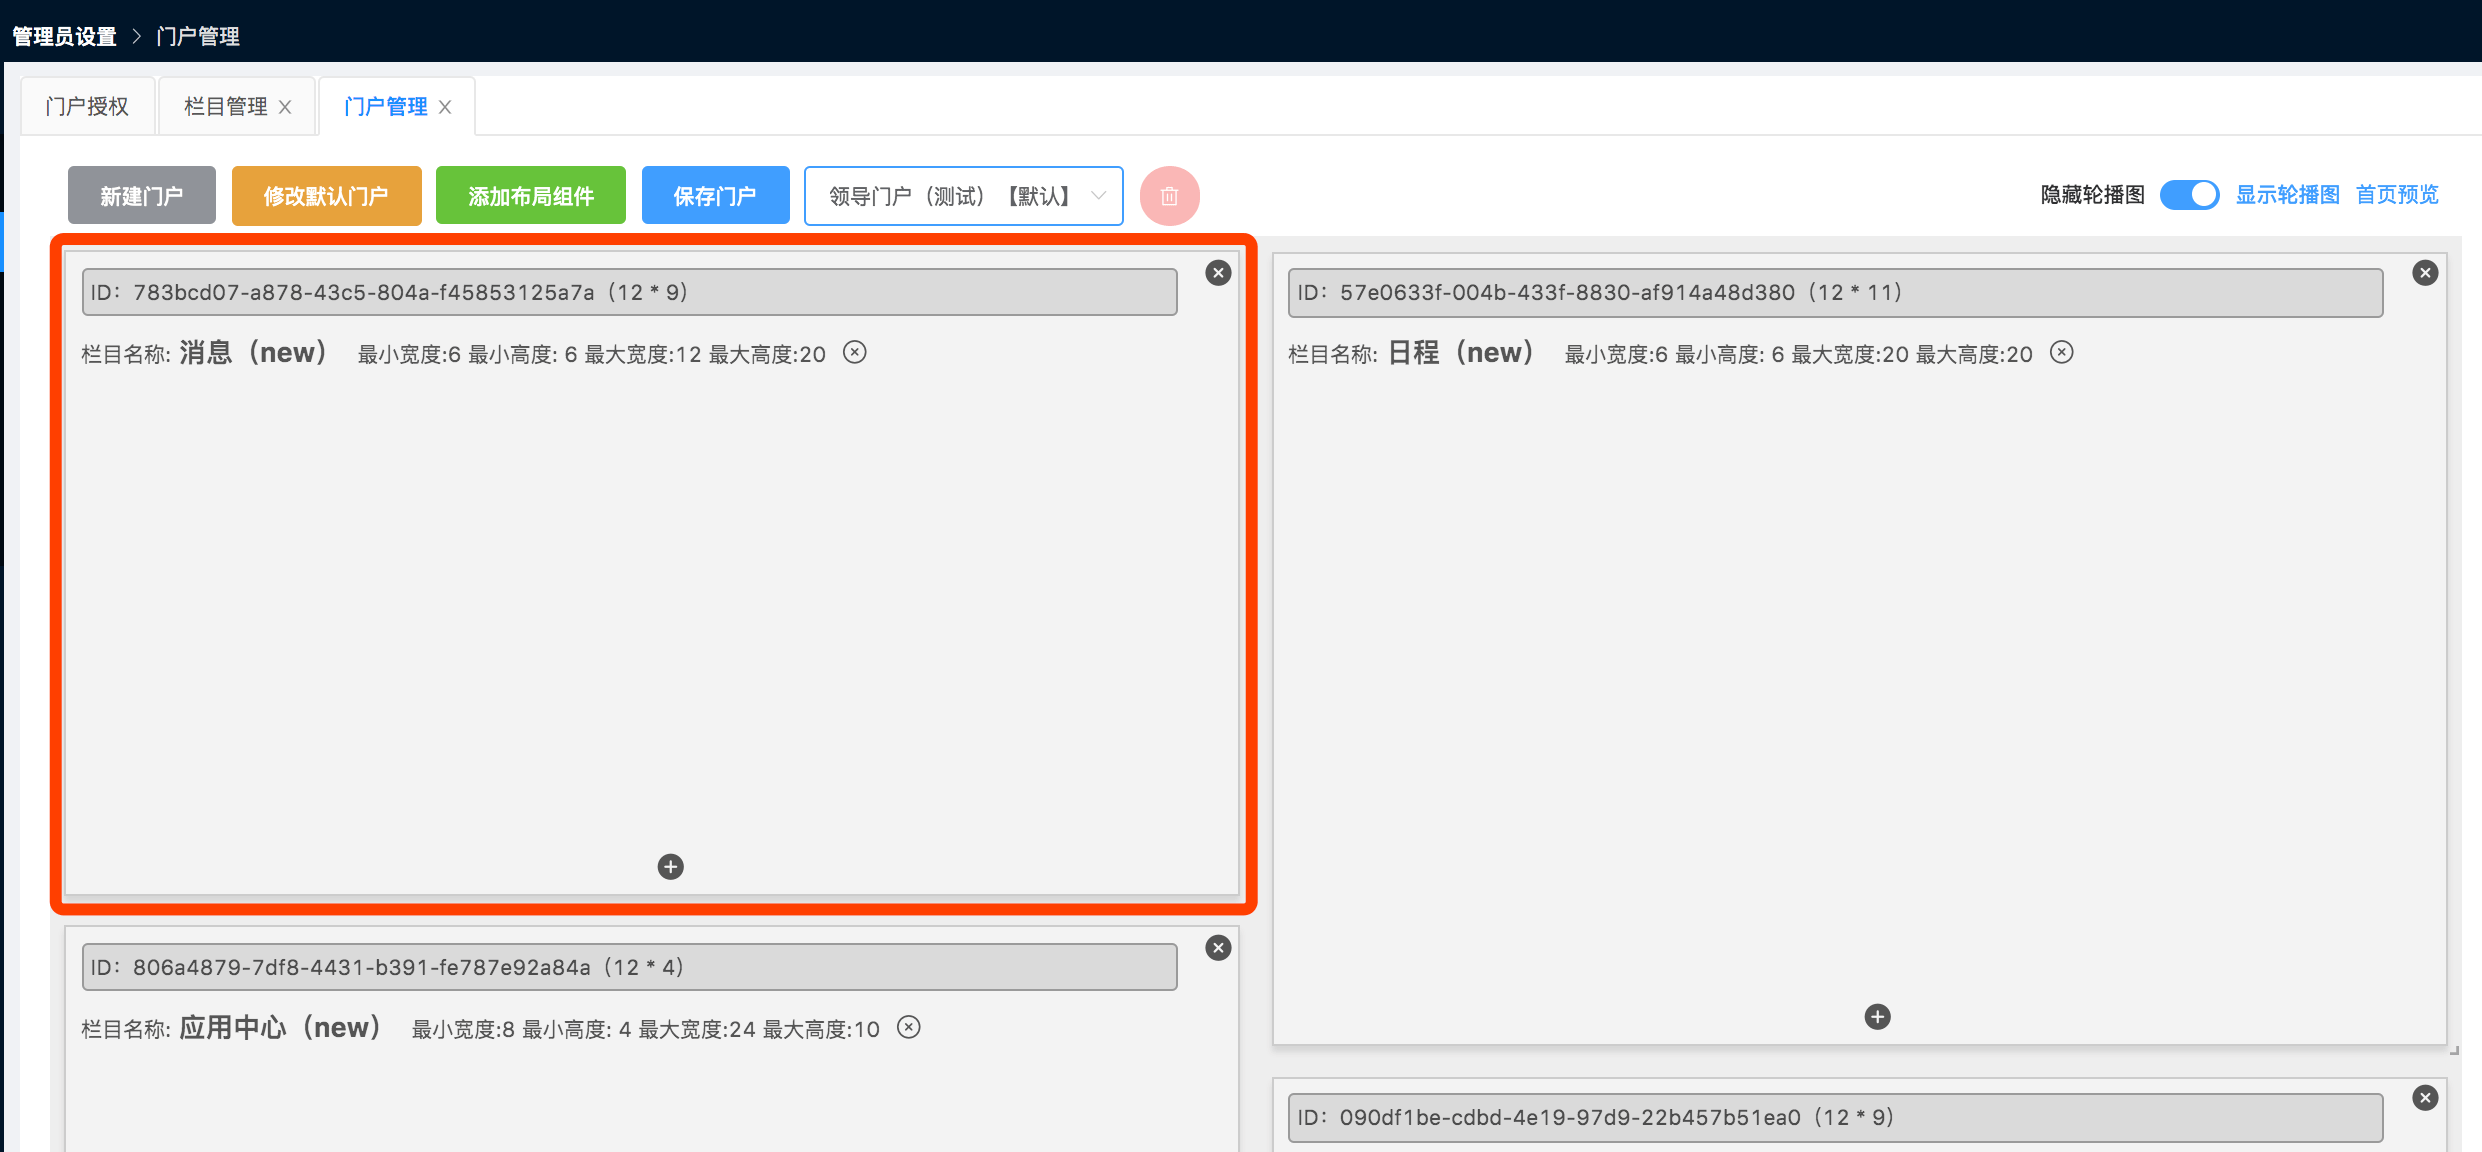 管理员设置 > 门户管理
门户授权 栏目管理 门户管理
新建门户 修改默认门户 添加布局组件 保存门户 领导门户（测试）【默认】 隐藏轮播图 显示轮播图 首页预览
ID：783bcd07-a878-43c5-804a-f45853125a7a（12 * 9）
栏目名称: 消息（new） 最小宽度:6 最小高度: 6 最大宽度:12 最大高度:20
ID：57e0633f-004b-433f-8830-af914a48d380（12 * 11）
栏目名称: 日程（new） 最小宽度:6 最小高度: 6 最大宽度:20 最大高度:20
ID：806a4879-7df8-4431-b391-fe787e92a84a（12 * 4）
栏目名称: 应用中心（new） 最小宽度:8 最小高度: 4 最大宽度:24 最大高度:10
ID：090df1be-cdbd-4e19-97d9-22b457b51ea0（12 * 9）